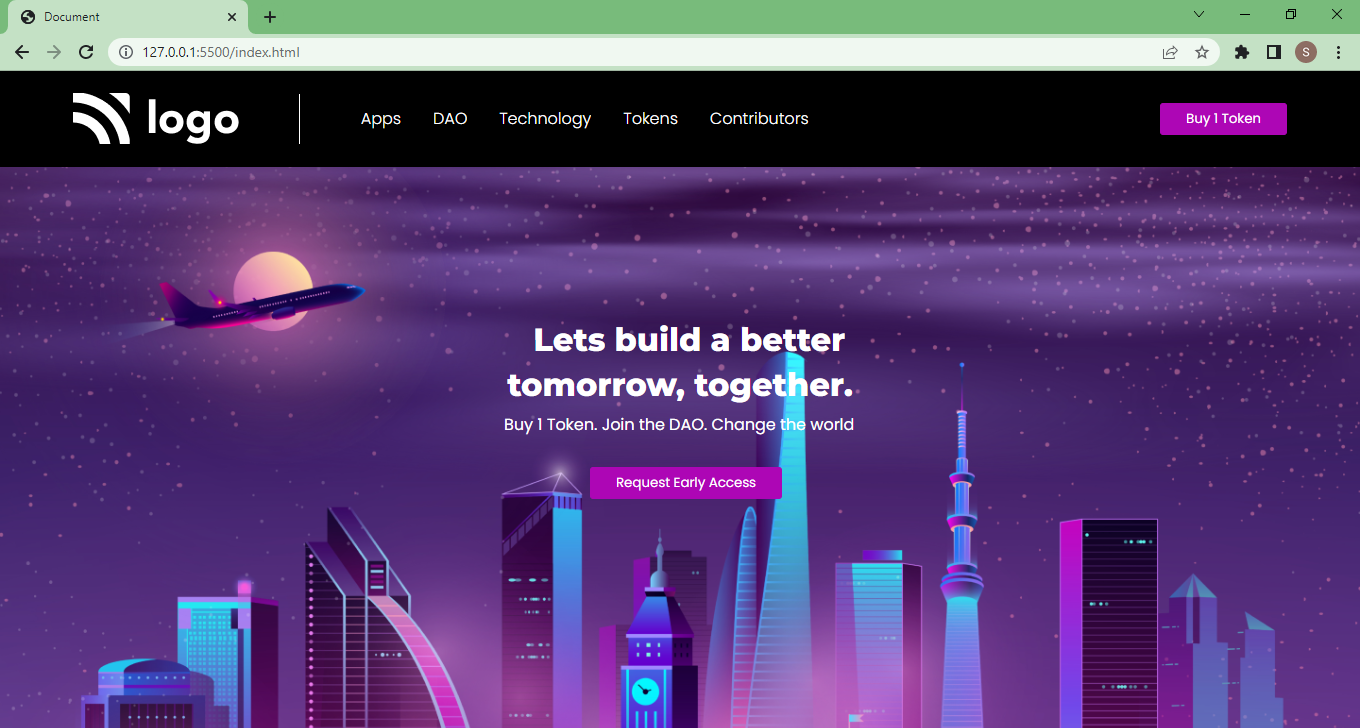 Document
127.0.0.1:5500/index.html
S
logo
Apps DAO Technology Tokens Contributors
Buy 1 Token
Lets build a better
tomorrow, together.
Buy 1 Token. Join the DAO. Change the world
Request Early Access